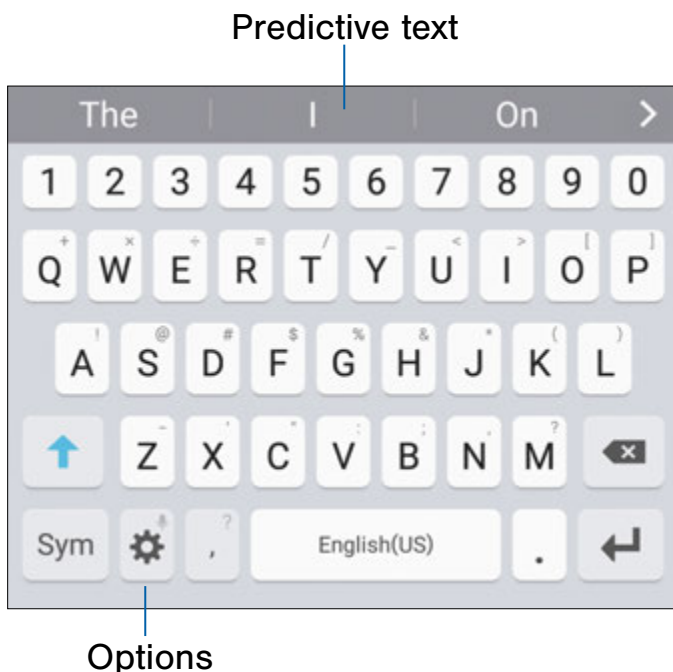 Predictive text
The I On >
1 2 3 4 5 6 7 8 9 0
+ × ÷ = / _ < > [ ]
Q W E R T Y U I O P
! @ # $ % & * ( )
A S D F G H J K L
- ' " : ; , ?
Z X C V B N M
Sym , ? English(US) .
Options